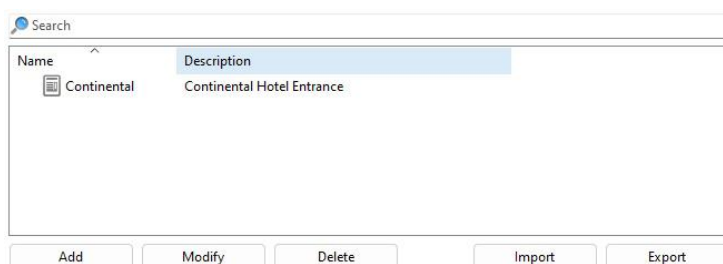 Search
Name Description
Continental Continental Hotel Entrance
Add Modify Delete Import Export